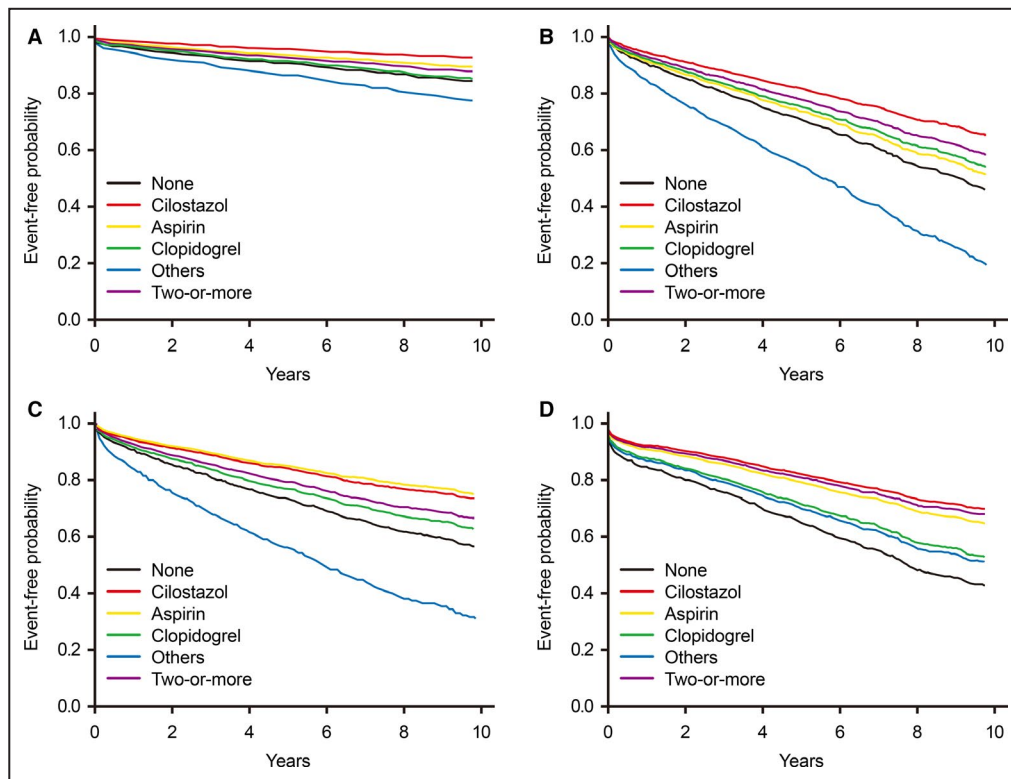 A
1.0
0.8
0.6
0.4
0.2
0.0
Event-free probability
None
Cilostazol
Aspirin
Clopidogrel
Others
Two-or-more
0 2 4 6 8 10
Years
B
1.0
0.8
0.6
0.4
0.2
0.0
Event-free probability
None
Cilostazol
Aspirin
Clopidogrel
Others
Two-or-more
0 2 4 6 8 10
Years
C
1.0
0.8
0.6
0.4
0.2
0.0
Event-free probability
None
Cilostazol
Aspirin
Clopidogrel
Others
Two-or-more
0 2 4 6 8 10
Years
D
1.0
0.8
0.6
0.4
0.2
0.0
Event-free probability
None
Cilostazol
Aspirin
Clopidogrel
Others
Two-or-more
0 2 4 6 8 10
Years